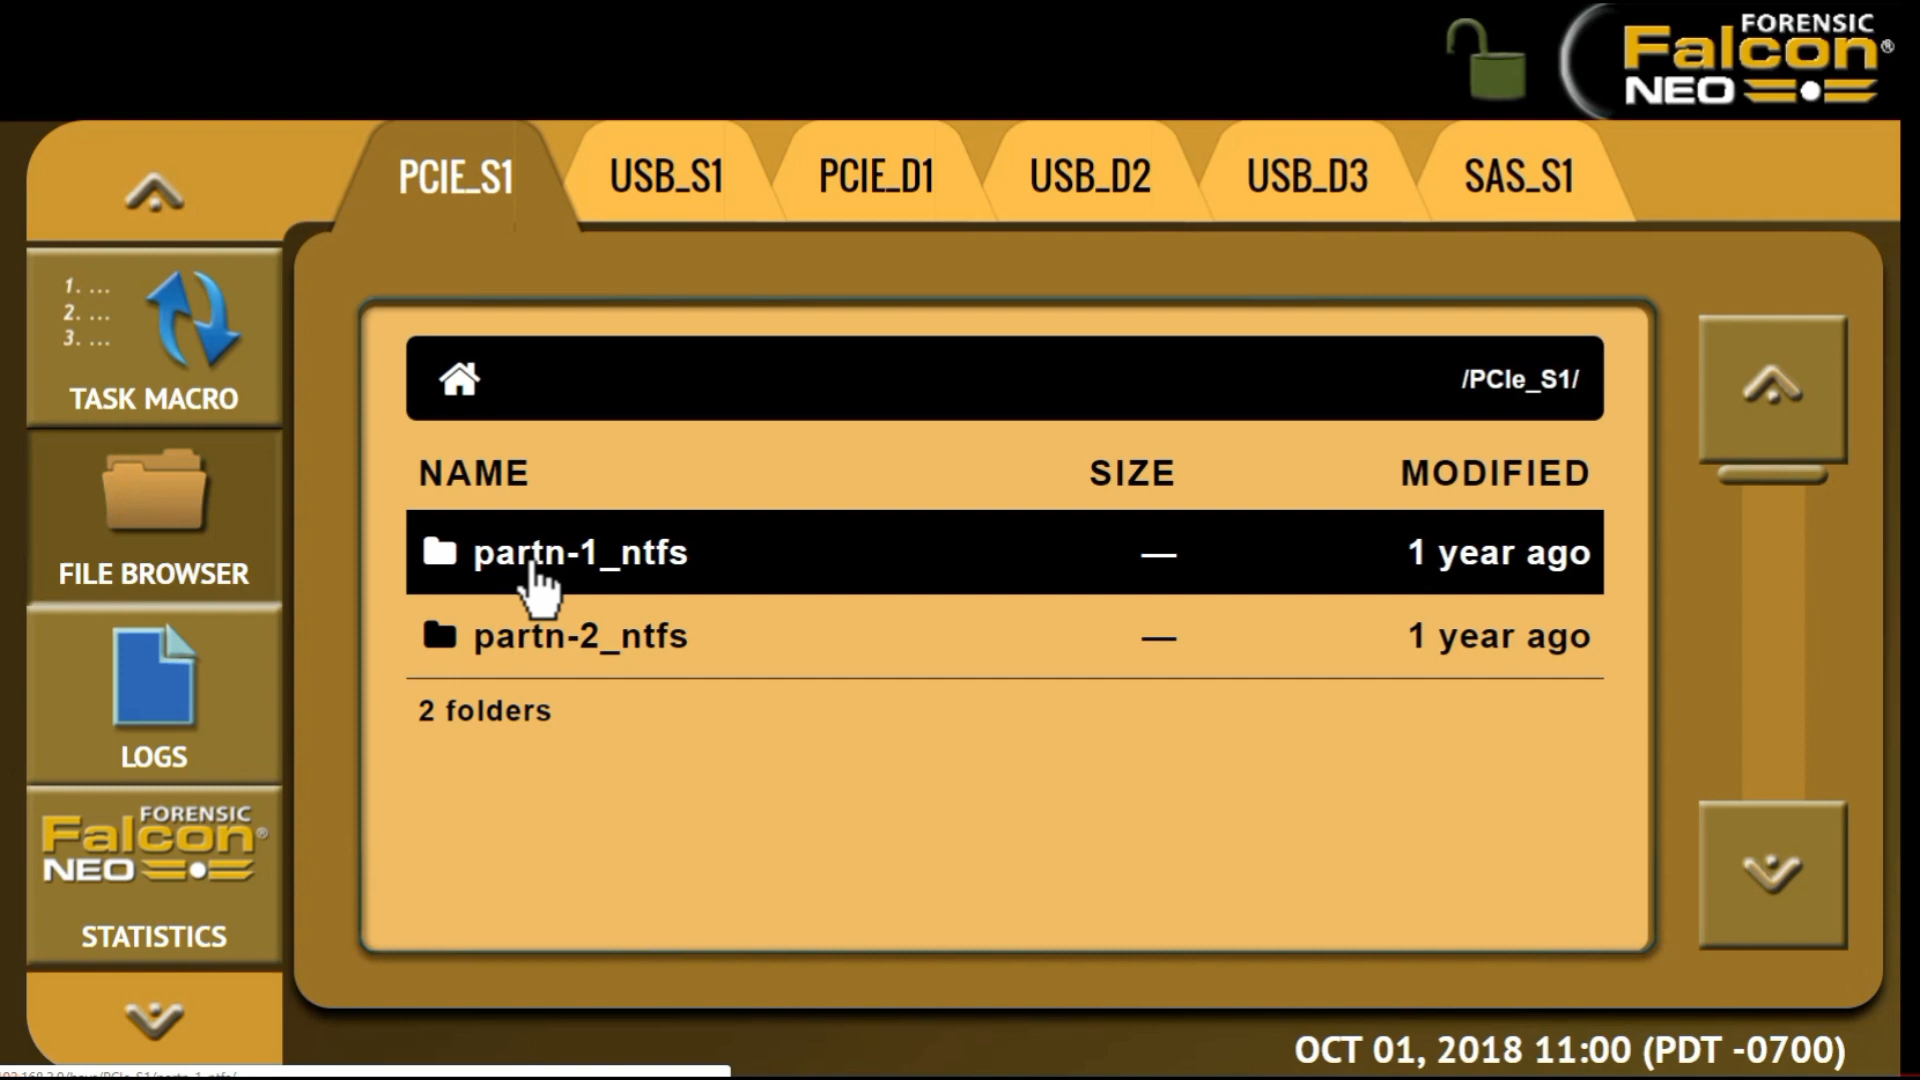 FORENSIC
Falcon®
NEO
PCIE_S1 USB_S1 PCIE_D1 USB_D2 USB_D3 SAS_S1
1. ...
2. ...
3. ...
TASK MACRO
FILE BROWSER
LOGS
FORENSIC
Falcon®
NEO
STATISTICS
/PCIe_S1/
NAME SIZE MODIFIED
partn-1_ntfs — 1 year ago
partn-2_ntfs — 1 year ago
2 folders
OCT 01, 2018 11:00 (PDT -0700)